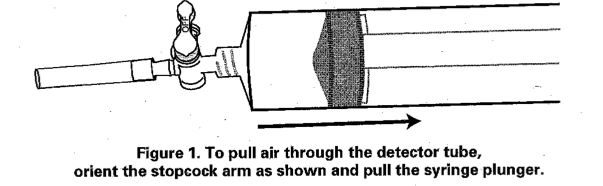 Figure 1. To pull air through the detector tube,
orient the stopcock arm as shown and pull the syringe plunger.